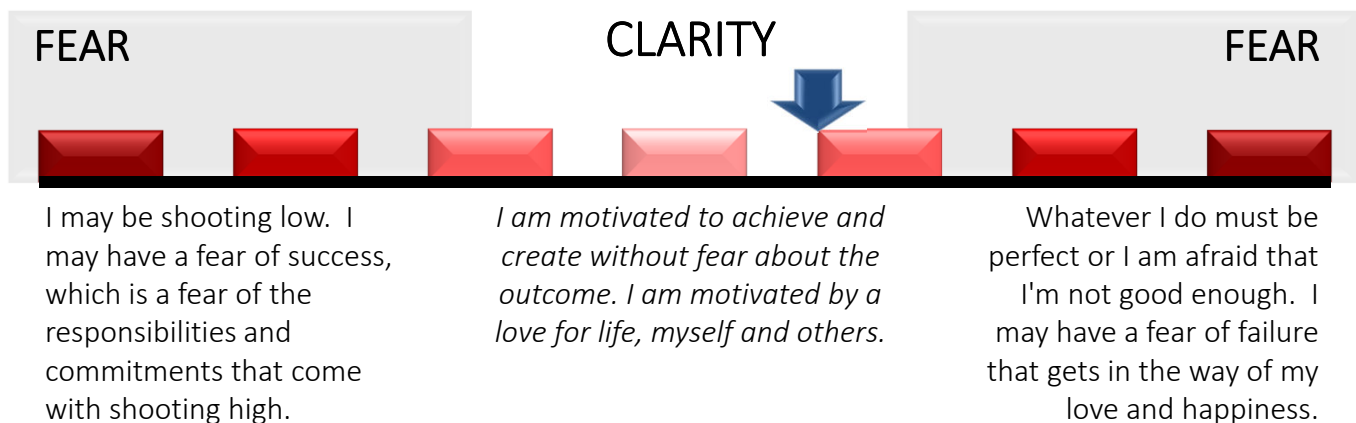 FEAR
CLARITY
FEAR
I may be shooting low.  I
may have a fear of success,
which is a fear of the
responsibilities and
commitments that come
with shooting high.
I am motivated to achieve and
create without fear about the
outcome. I am motivated by a
love for life, myself and others.
Whatever I do must be
perfect or I am afraid that
I'm not good enough.  I
may have a fear of failure
that gets in the way of my
love and happiness.